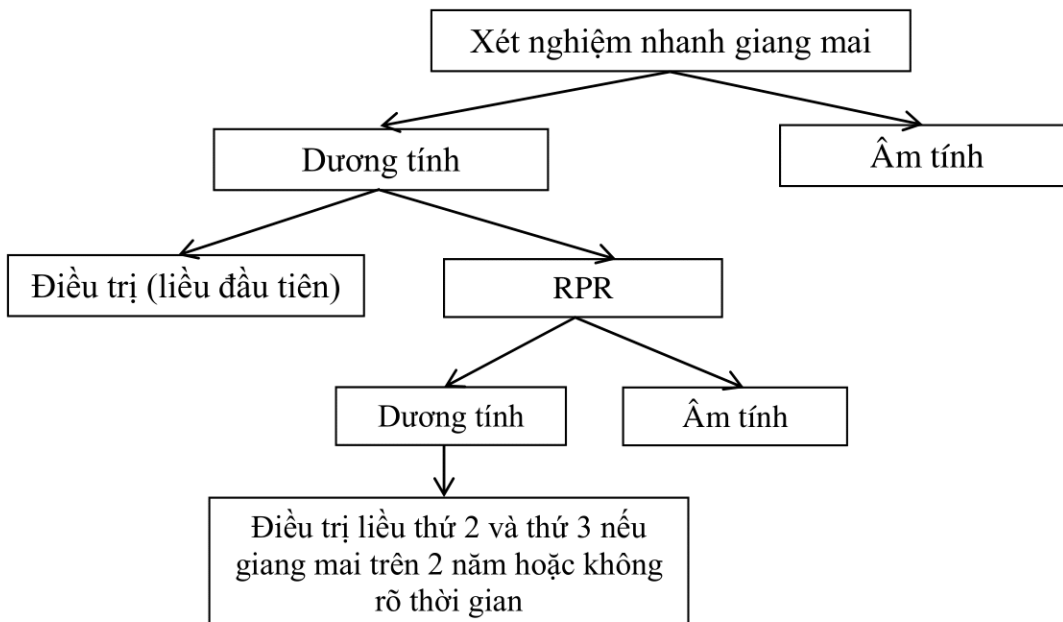 Xét nghiệm nhanh giang mai
Dương tính
Âm tính
Điều trị (liều đầu tiên)
RPR
Dương tính
Âm tính
Điều trị liều thứ 2 và thứ 3 nếu
giang mai trên 2 năm hoặc không
rõ thời gian